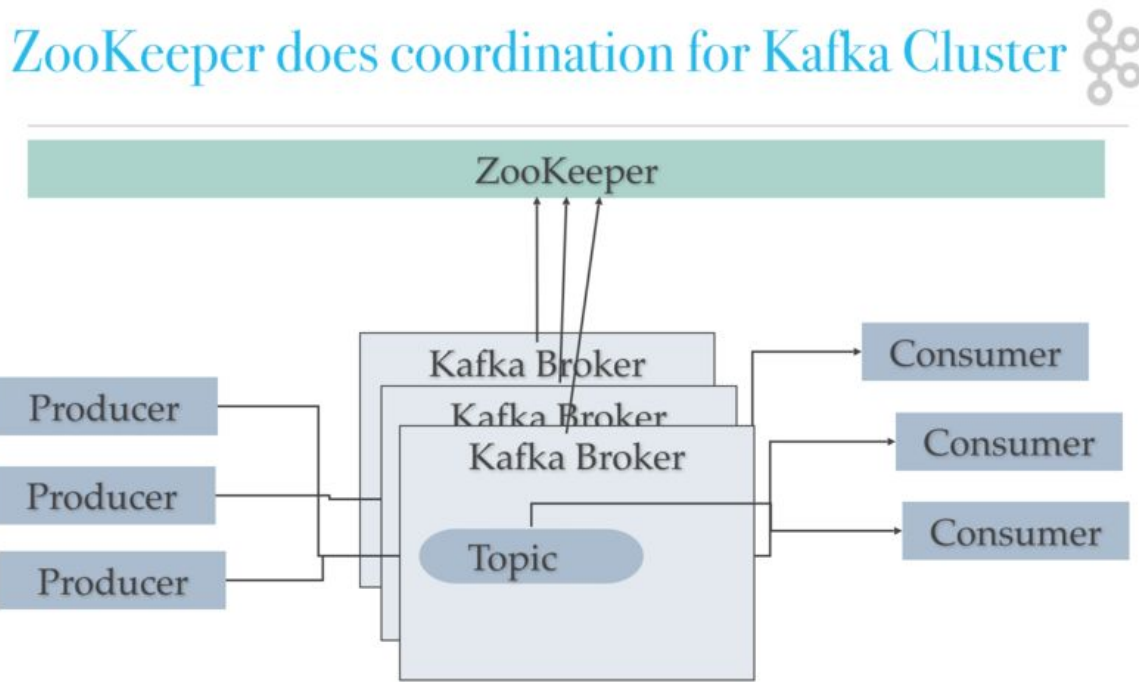 ZooKeeper does coordination for Kafka Cluster
ZooKeeper
Kafka Broker
Kafka Broker
Kafka Broker
Topic
Producer
Producer
Producer
Consumer
Consumer
Consumer